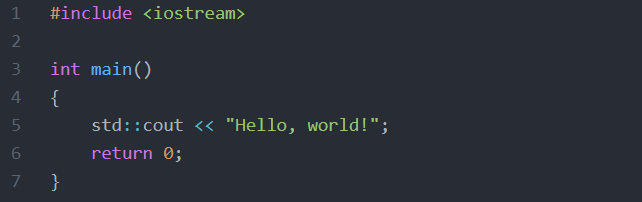 1 #include <iostream>
2
3 int main()
4 {
5     std::cout << "Hello, world!";
6     return 0;
7 }